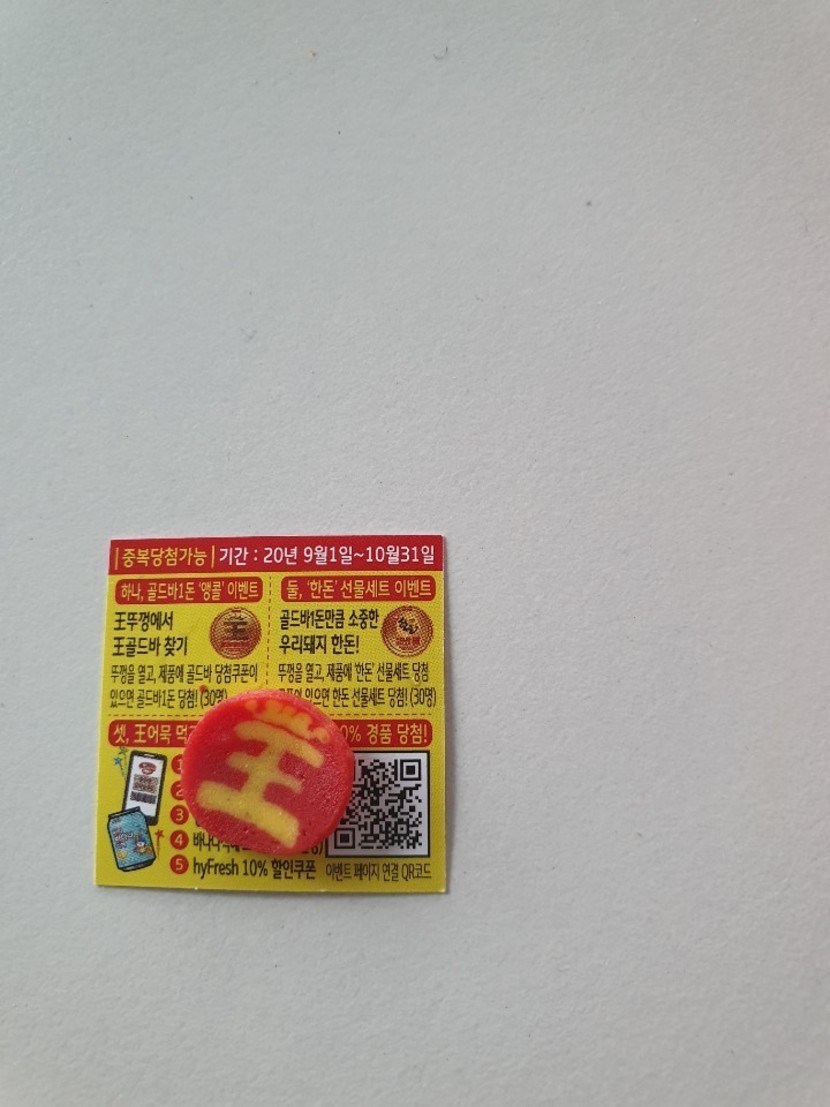 |중복당첨가능| 기간 : 20년 9월1일~10월31일
하나, 골드바1돈 '앵콜' 이벤트
王뚜껑에서
王골드바 찾기
뚜껑을 열고, 제품에 골드바 당첨쿠폰이
있으면 골드바1돈 당첨! (30명)
둘, '한돈' 선물세트 이벤트
골드바1돈만큼 소중한
우리돼지 한돈!
뚜껑을 열고, 제품에 '한돈' 선물세트 당첨
있으면 한돈 선물세트 당첨! (30명)
셋, 王어묵 0% 경품 당첨!
王
3
4
5 hyFresh 10% 할인쿠폰
이벤트 페이지 연결 QR코드